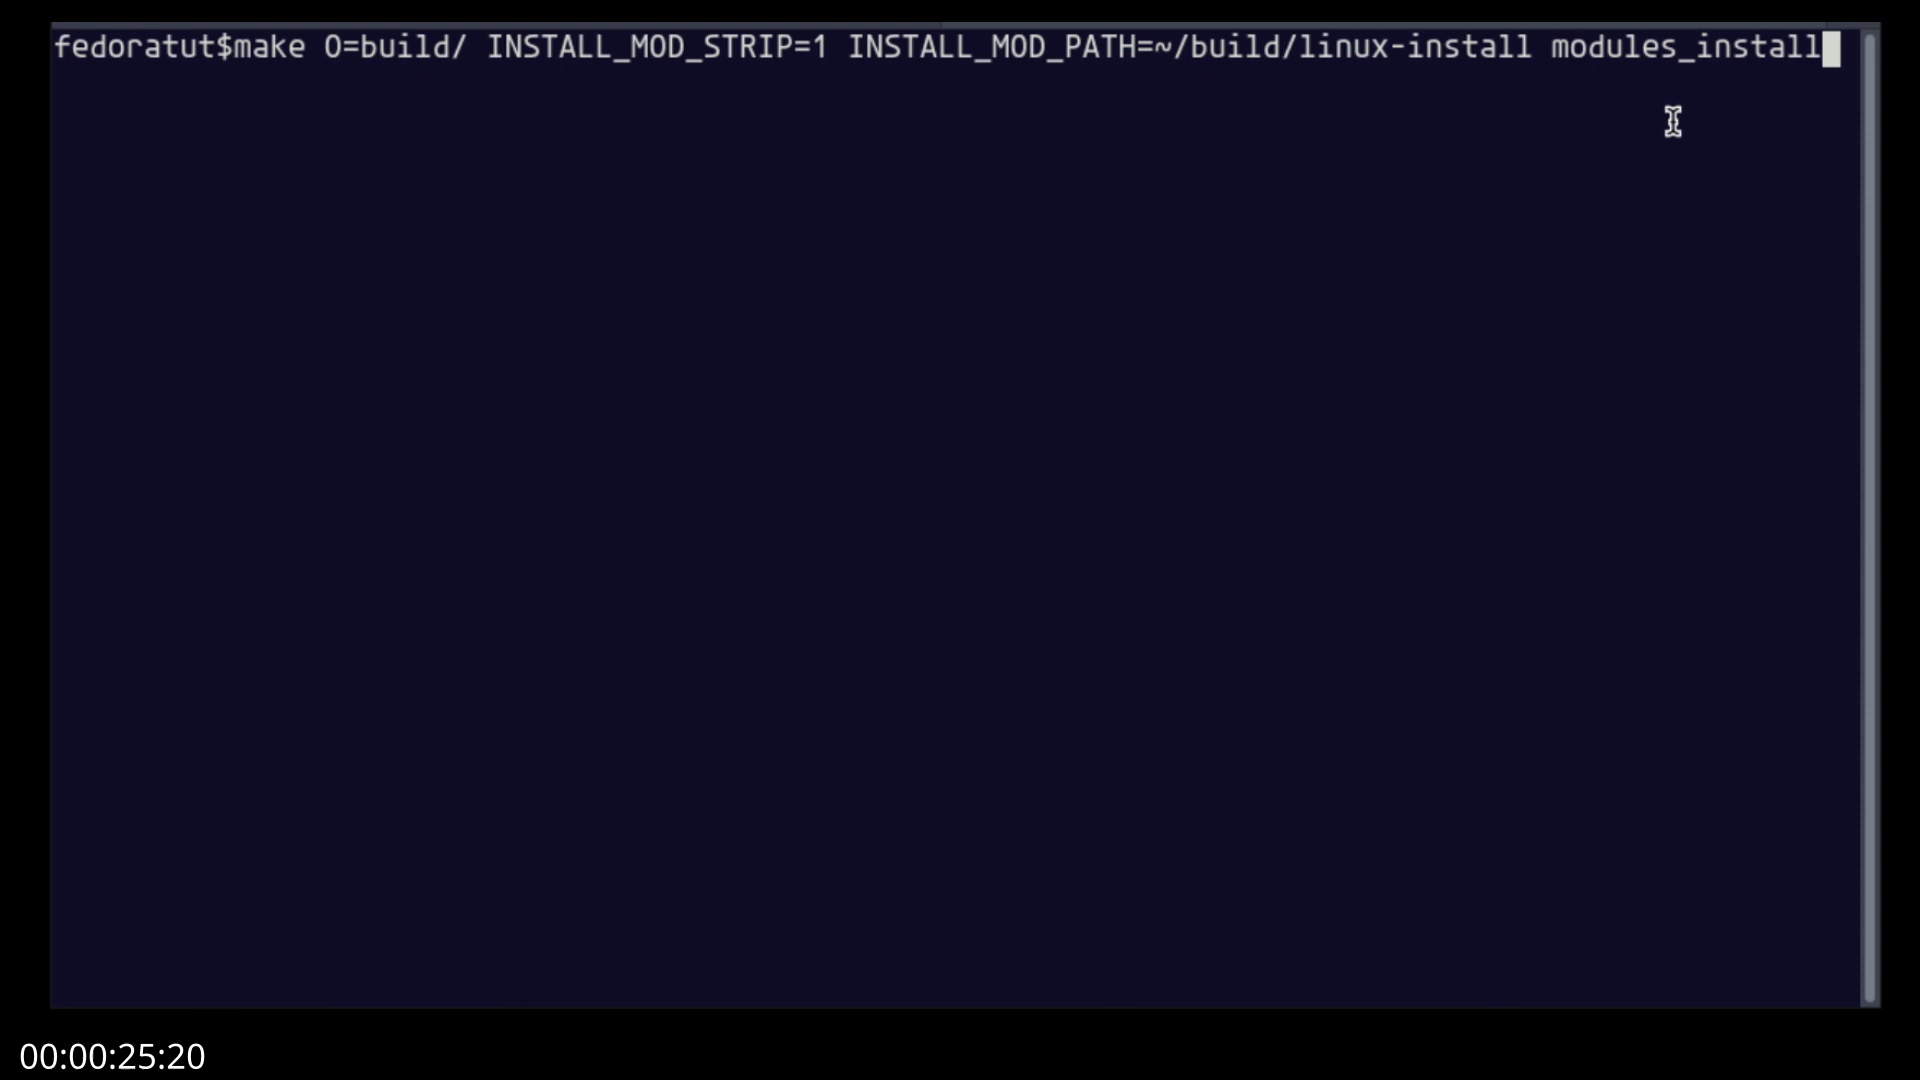 fedoratut$make O=build/ INSTALL_MOD_STRIP=1 INSTALL_MOD_PATH=~/build/linux-install modules_install
00:00:25:20